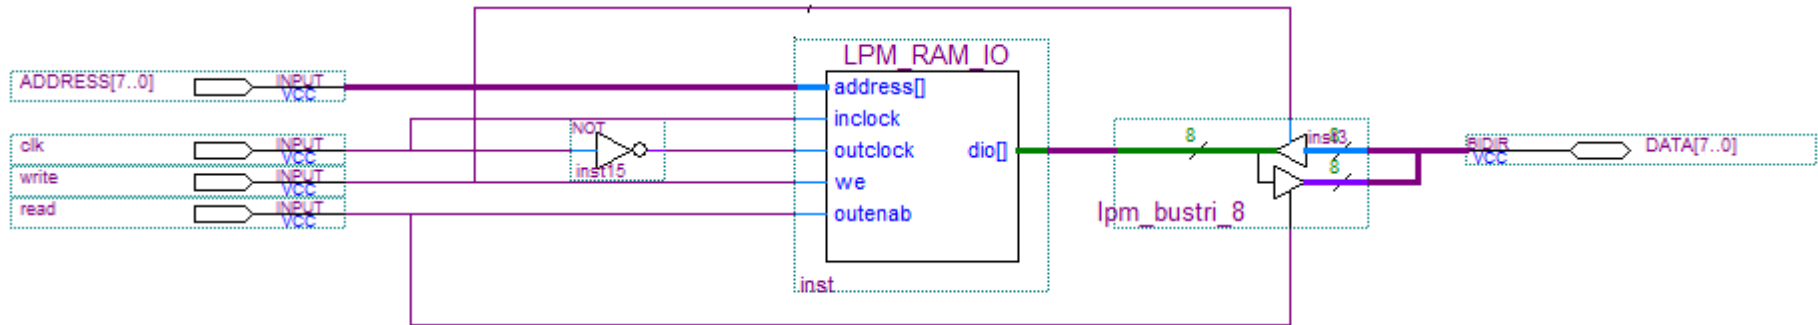 LPM_RAM_IO
ADDRESS[7..0]
INPUT
VCC
address[]
inclock
clk
INPUT
VCC
NOT
inst15
outclock
dio[]
8
8
BIDIR
VCC
DATA[7..0]
write
INPUT
VCC
we
8
read
INPUT
VCC
outenab
lpm_bustri_8
inst